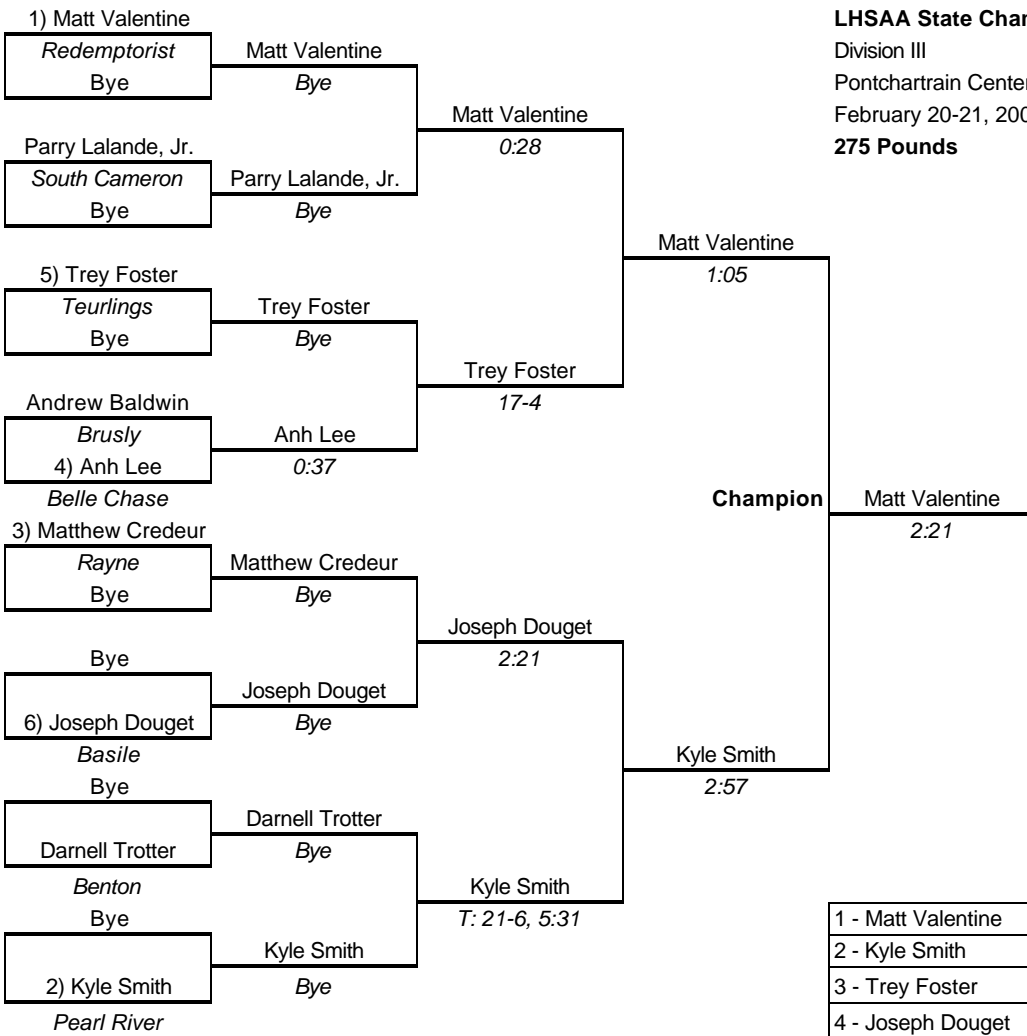 1) Matt Valentine
Redemptorist
Bye
Parry Lalande, Jr.
South Cameron
Bye
5) Trey Foster
Teurlings
Bye
Andrew Baldwin
Brusly
4) Anh Lee
Belle Chase
3) Matthew Credeur
Rayne
Bye
Bye
6) Joseph Douget
Basile
Bye
Darnell Trotter
Benton
Bye
2) Kyle Smith
Pearl River
Matt Valentine
Bye
Parry Lalande, Jr.
Bye
Trey Foster
Bye
Anh Lee
0:37
Matthew Credeur
Bye
Joseph Douget
Bye
Darnell Trotter
Bye
Kyle Smith
Bye
Matt Valentine
0:28
Trey Foster
17-4
Joseph Douget
2:21
Kyle Smith
T: 21-6, 5:31
Matt Valentine
1:05
Kyle Smith
2:57
Champion
Matt Valentine
2:21
LHSAA State
Division III
Pontchartrain
February 20-21,
275 Pounds
1 - Matt Valentine
2 - Kyle Smith
3 - Trey Foster
4 - Joseph Douget